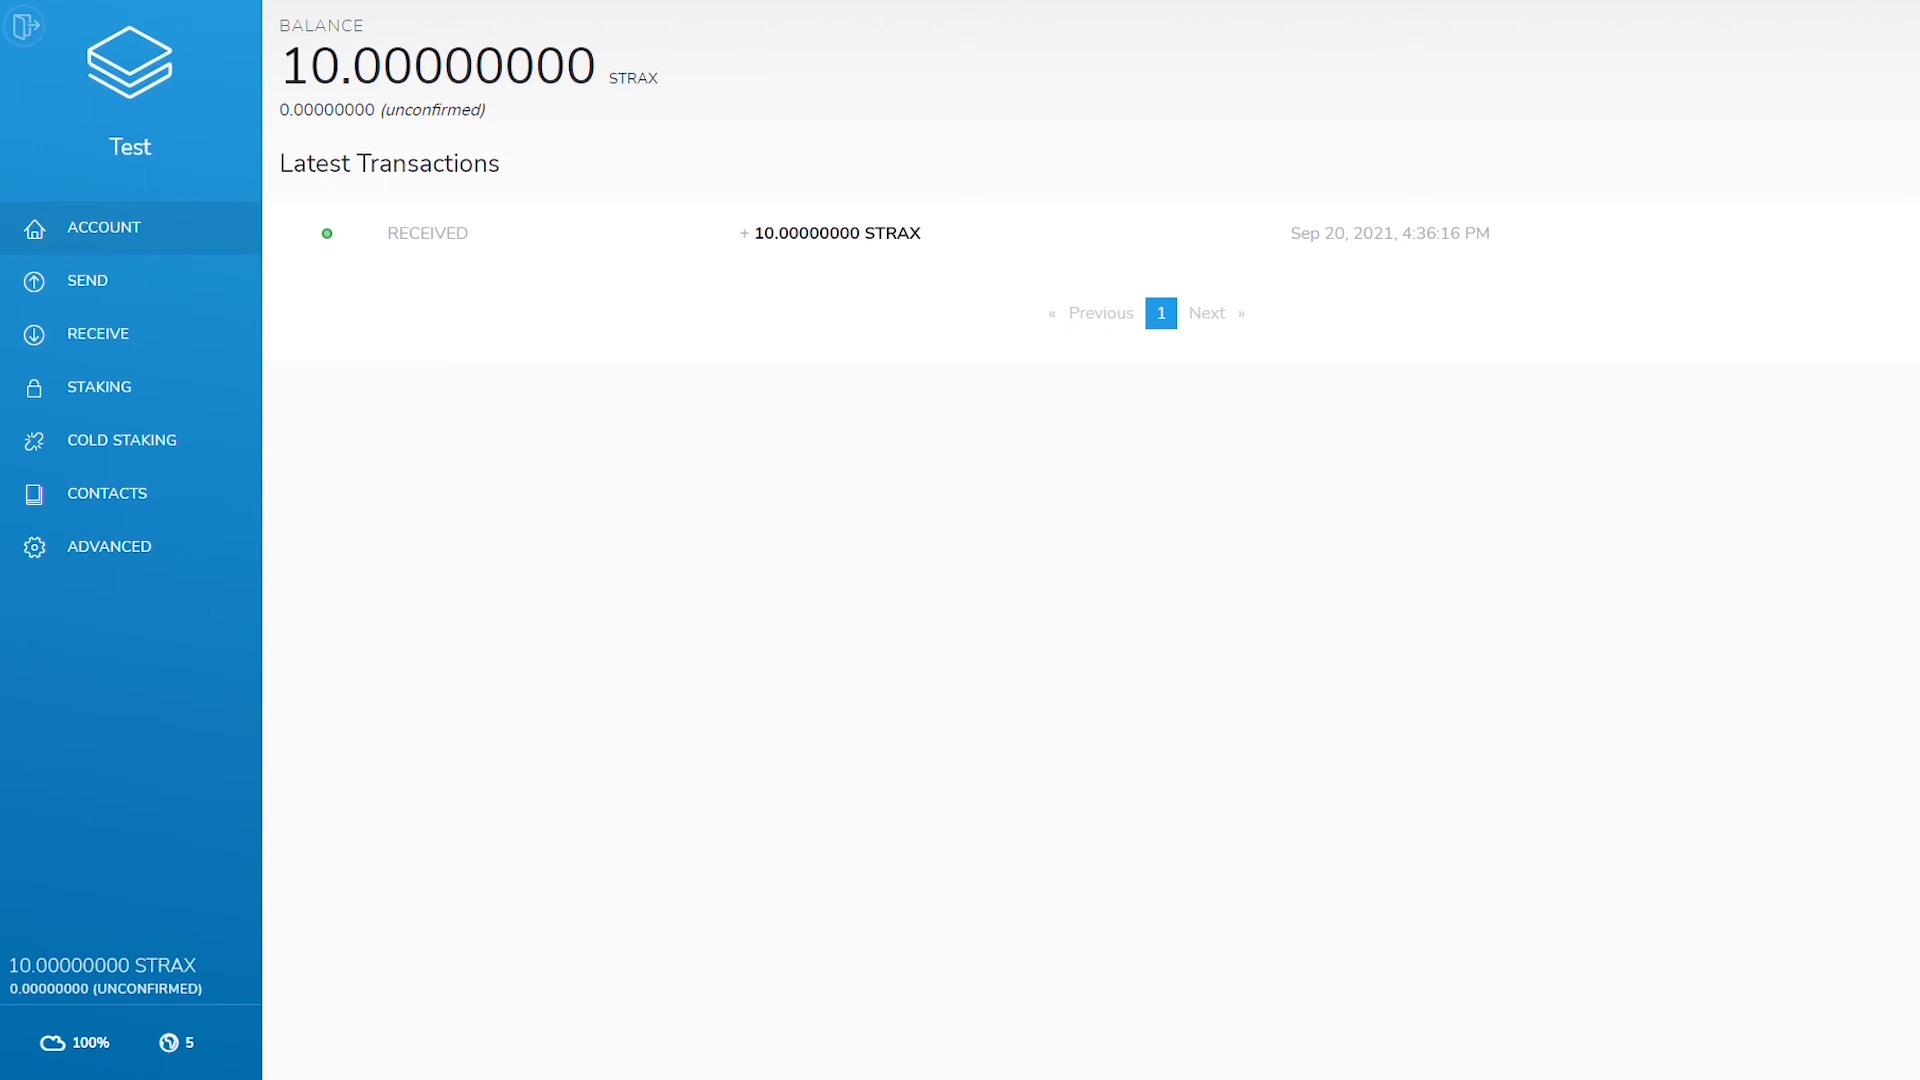 Test
ACCOUNT
SEND
RECEIVE
STAKING
COLD STAKING
CONTACTS
ADVANCED
10.00000000 STRAX
0.00000000 (UNCONFIRMED)
100% 5
BALANCE
10.00000000 STRAX
0.00000000 (unconfirmed)
Latest Transactions
RECEIVED + 10.00000000 STRAX Sep 20, 2021, 4:36:16 PM
« Previous 1 Next »